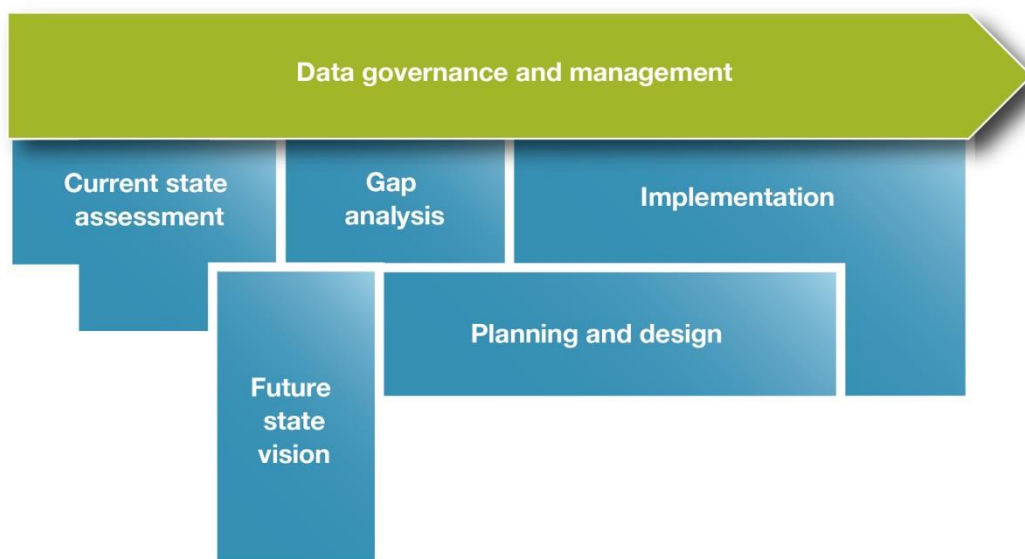 Data governance and management
Current state
assessment
Gap
analysis
Implementation
Planning and design
Future
state
vision